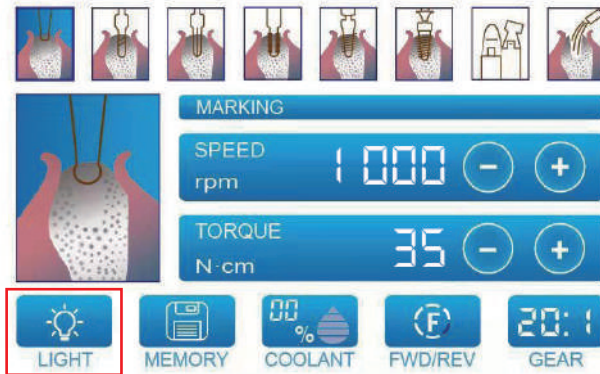 MARKING
SPEED
rpm
1000
TORQUE
N·cm
35
00
%
F
20:1
LIGHT
MEMORY
COOLANT
FWD/REV
GEAR